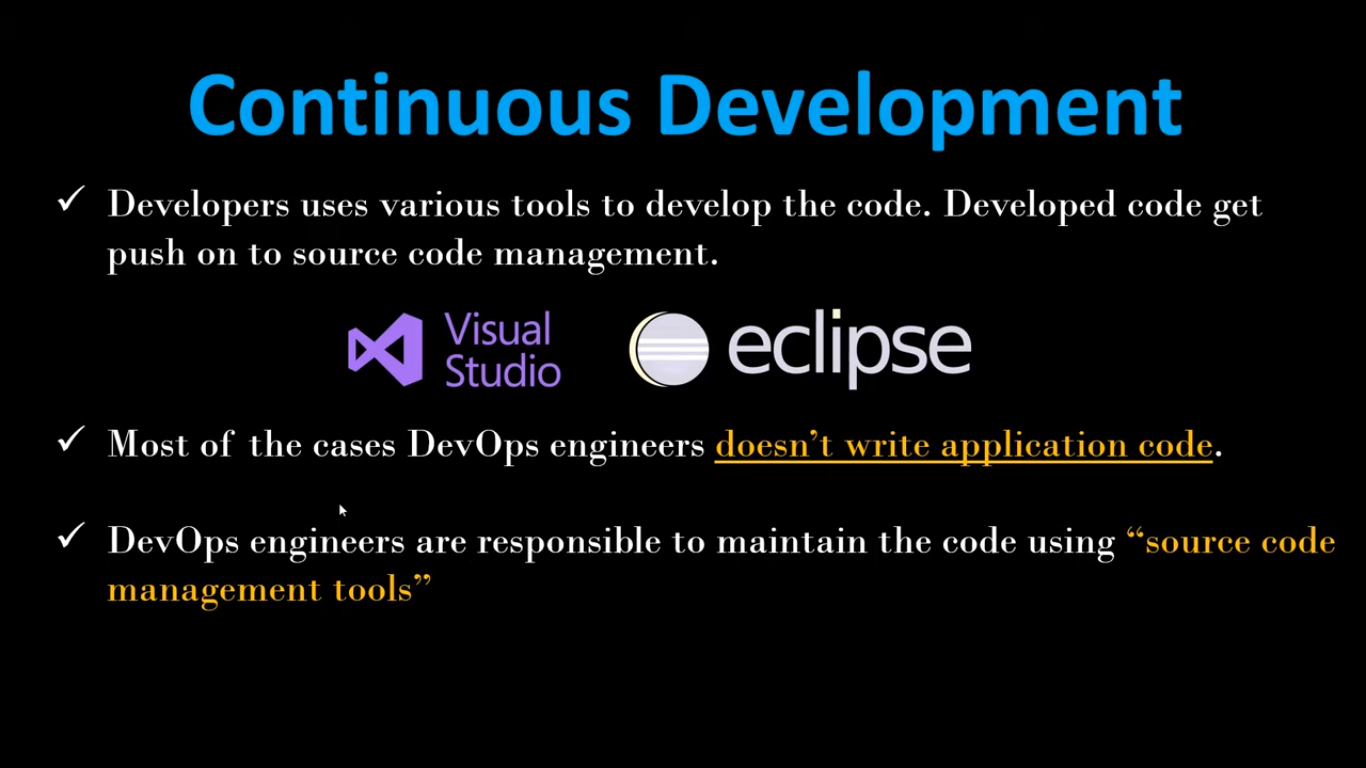 Continuous Development
✓ Developers uses various tools to develop the code. Developed code get
push on to source code management.
Visual
Studio
eclipse
✓ Most of the cases DevOps engineers doesn't write application code.
✓ DevOps engineers are responsible to maintain the code using “source code
management tools”